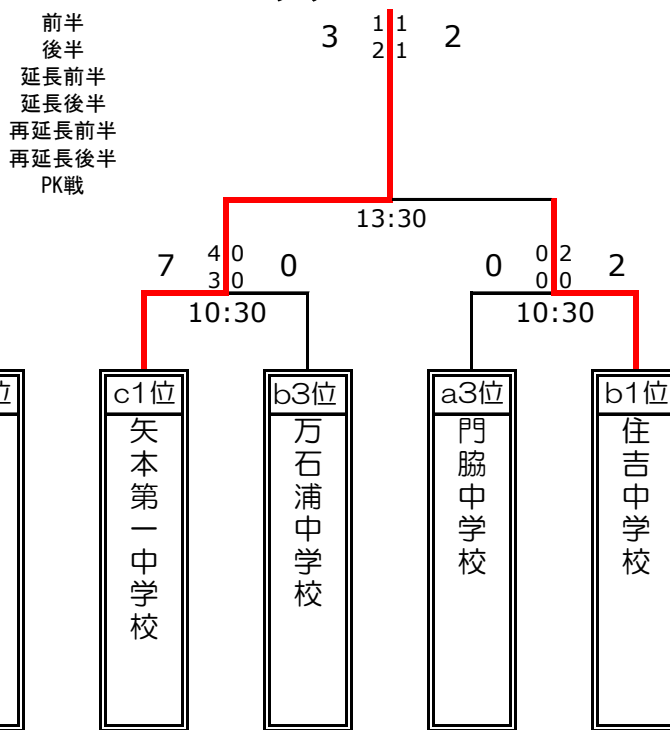 前半
後半
延長前半
延長後半
再延長前半
再延長後半
PK戦
3 1 1 2
2 1
13:30
7 4 0 0
3 0
10:30
0 0 2 2
0 0
10:30
位
c1位
矢本第一中学校
b3位
万石浦中学校
a3位
門脇中学校
b1位
住吉中学校